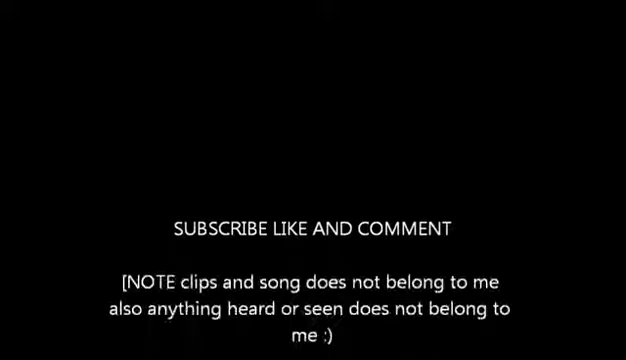 SUBSCRIBE LIKE AND COMMENT
[NOTE clips and song does not belong to me
also anything heard or seen does not belong to
me :)